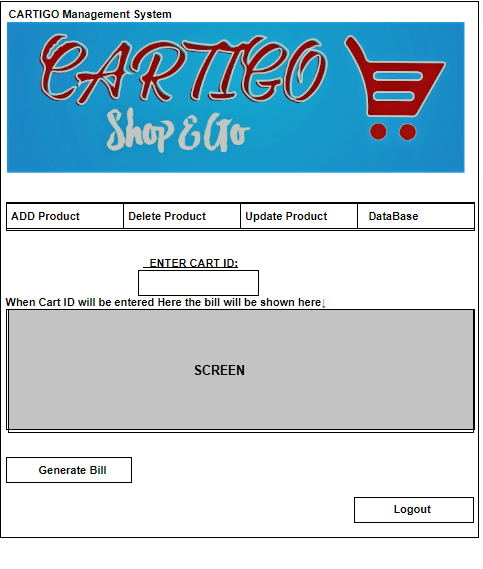 CARTIGO Management System
CARTIGO
Shop & Go
ADD Product Delete Product Update Product DataBase
ENTER CART ID:
When Cart ID will be entered Here the bill will be shown here↓
SCREEN
Generate Bill
Logout